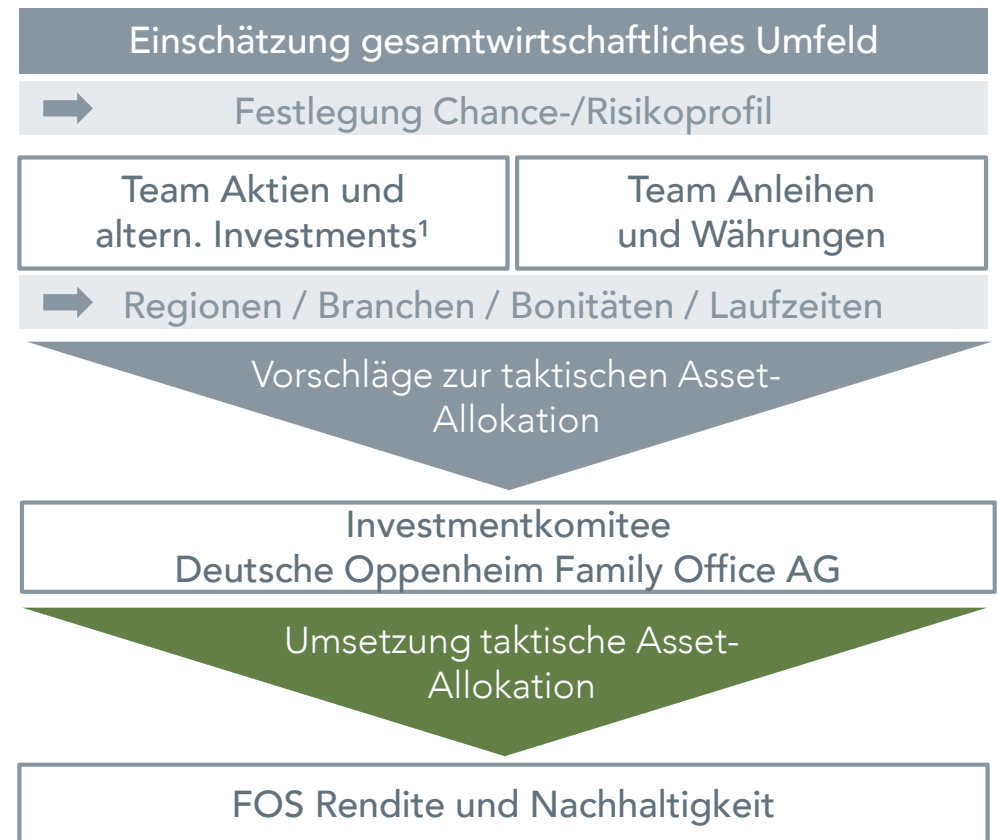 Einschätzung gesamtwirtschaftliches Umfeld
Festlegung Chance-/Risikoprofil
Team Aktien und
altern. Investments¹
Team Anleihen
und Währungen
Regionen / Branchen / Bonitäten / Laufzeiten
Vorschläge zur taktischen Asset-
Allokation
Investmentkomitee
Deutsche Oppenheim Family Office AG
Umsetzung taktische Asset-
Allokation
FOS Rendite und Nachhaltigkeit